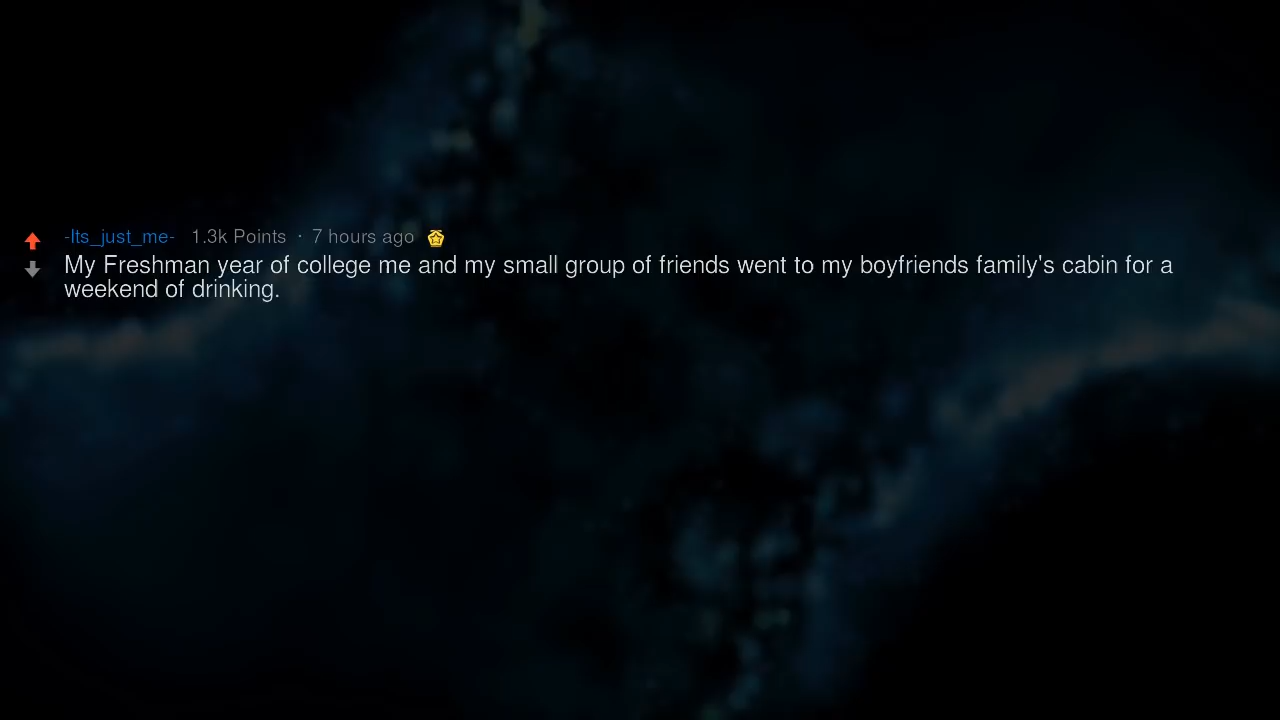 -Its_just_me- 1.3k Points · 7 hours ago
My Freshman year of college me and my small group of friends went to my boyfriends family's cabin for a
weekend of drinking.